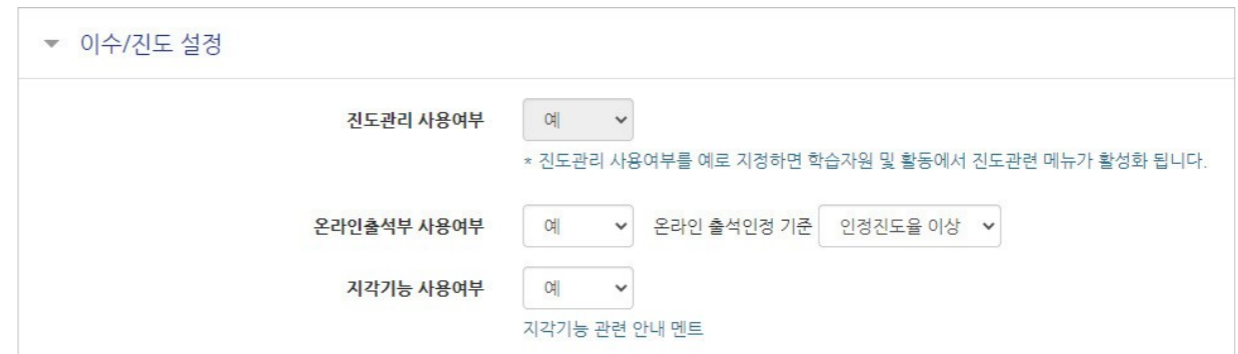 이수/진도 설정
진도관리 사용여부 예
* 진도관리 사용여부를 예로 지정하면 학습자원 및 활동에서 진도관련 메뉴가 활성화 됩니다.
온라인출석부 사용여부 예 온라인 출석인정 기준 인정진도율 이상
지각기능 사용여부 예
지각기능 관련 안내 멘트